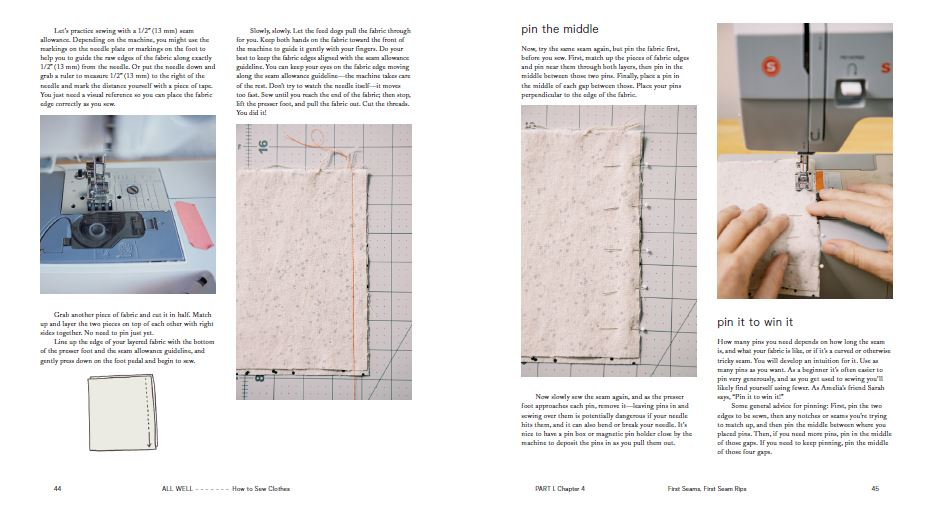 Let's practice sewing with a 1/2" (13 mm) seam
allowance. Depending on the machine, you might use the
markings on the needle plate or markings on the foot to
help you to guide the raw edges of the fabric along exactly
1/2" (13 mm) from the needle. Or put the needle down and
grab a ruler to measure 1/2" (13 mm) to the right of the
needle and mark the distance yourself with a piece of tape.
You just need a visual reference so you can place the fabric
edge correctly as you sew.
Grab another piece of fabric and cut it in half. Match
up and layer the two pieces on top of each other with right
sides together. No need to pin just yet.
Line up the edge of your layered fabric with the bottom
of the presser foot and the seam allowance guideline, and
gently press down on the foot pedal and begin to sew.
Slowly, slowly. Let the feed dogs pull the fabric through
for you. Keep both hands on the fabric toward the front of
the machine to guide it gently with your fingers. Do your
best to keep the fabric edges aligned with the seam allowance
guideline. You can keep your eyes on the fabric edge moving
along the seam allowance guideline—the machine takes care
of the rest. Don't try to watch the needle itself—it moves
too fast. Sew until you reach the end of the fabric; then stop,
lift the presser foot, and pull the fabric out. Cut the threads.
You did it!
16
8
44
ALL WELL ------- How to Sew Clothes
pin the middle
Now, try the same seam again, but pin the fabric first,
before you sew. First, match up the pieces of fabric edges
and pin near them through both layers, then pin in the
middle between those two pins. Finally, place a pin in
the middle of each gap between those. Place your pins
perpendicular to the edge of the fabric.
Now slowly sew the seam again, and as the presser
foot approaches each pin, remove it—leaving pins in and
sewing over them is potentially dangerous if your needle
hits them, and it can also bend or break your needle. It's
nice to have a pin box or magnetic pin holder close by the
machine to deposit the pins in as you pull them out.
S
S
pin it to win it
How many pins you need depends on how long the seam
is, and what your fabric is like, or if it's a curved or otherwise
tricky seam. You will develop an intuition for it. Use as
many pins as you want. As a beginner it's often easier to
pin very generously, and as you get used to sewing you'll
likely find yourself using fewer. As Amelia's friend Sarah
says, "Pin it to win it!"
Some general advice for pinning: First, pin the two
edges to be sewn, then any notches or seams you're trying
to match up, and then pin the middle between where you
placed pins. Then, if you need more pins, pin in the middle
of those gaps. If you need to keep pinning, pin the middle
of those four gaps.
PART I. Chapter 4
First Seams, First Seam Rips
45